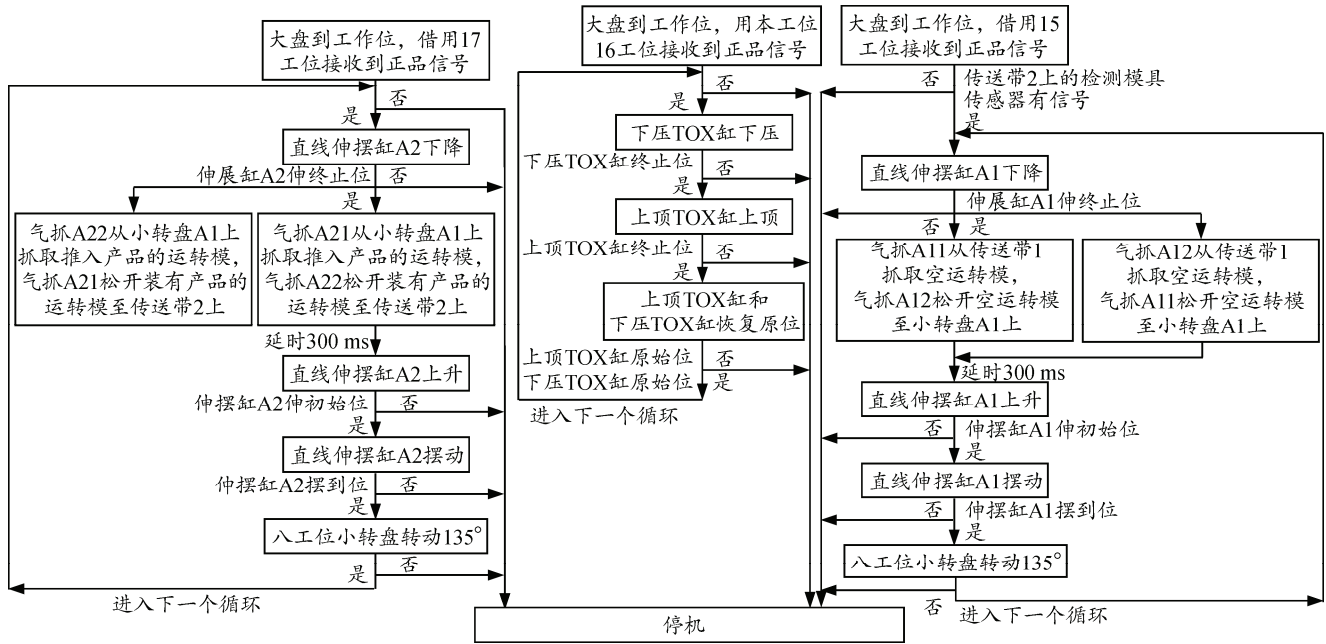 大盘到工作位，借用17
工位接收到正品信号
否
是
直线伸摆缸A2下降
伸展缸A2伸终止位
否
是
气抓A22从小转盘A1上
抓取推入产品的运转模，
气抓A21松开装有产品的
运转模至传送带2上
气抓A21从小转盘A1上
抓取推入产品的运转模，
气抓A22松开装有产品的
运转模至传送带2上
延时300 ms
直线伸摆缸A2上升
伸摆缸A2伸初始位
否
是
直线伸摆缸A2摆动
伸摆缸A2摆到位
否
是
八工位小转盘转动135°
是
否
进入下一个循环
大盘到工作位，用本工位
16工位接收到正品信号
否
是
下压TOX缸下压
下压TOX缸终止位
否
是
上顶TOX缸上顶
上顶TOX缸终止位
否
是
上顶TOX缸和
下压TOX缸恢复原位
上顶TOX缸原始位
下压TOX缸原始位
否
是
进入下一个循环
大盘到工作位，借用15
工位接收到正品信号
否
传送带2上的检测模具
传感器有信号
是
直线伸摆缸A1下降
伸展缸A1伸终止位
否
是
气抓A11从传送带1
抓取空运转模，
气抓A12松开空运转模
至小转盘A1上
气抓A12从传送带1
抓取空运转模，
气抓A11松开空运转模
至小转盘A1上
延时300 ms
直线伸摆缸A1上升
否
伸摆缸A1伸初始位
是
直线伸摆缸A1摆动
否
伸摆缸A1摆到位
是
八工位小转盘转动135°
否
进入下一个循环
停机